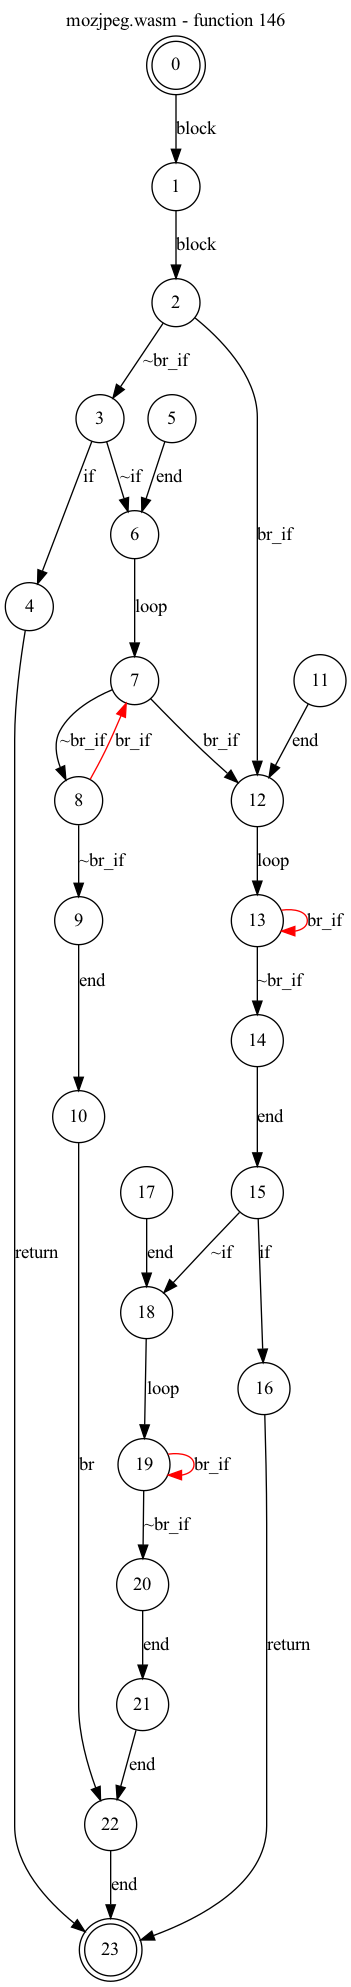 mozjpeg.wasm - function 146
0
block
1
block
2
~br_if
3
5
if
~if
end
br_if
6
4
loop
7
11
~br_if
br_if
br_if
end
8
12
~br_if
loop
9
13
br_if
end
~br_if
14
10
end
17
15
return
end
~if
if
18
loop
16
br
19
br_if
~br_if
20
end
return
21
end
22
end
23